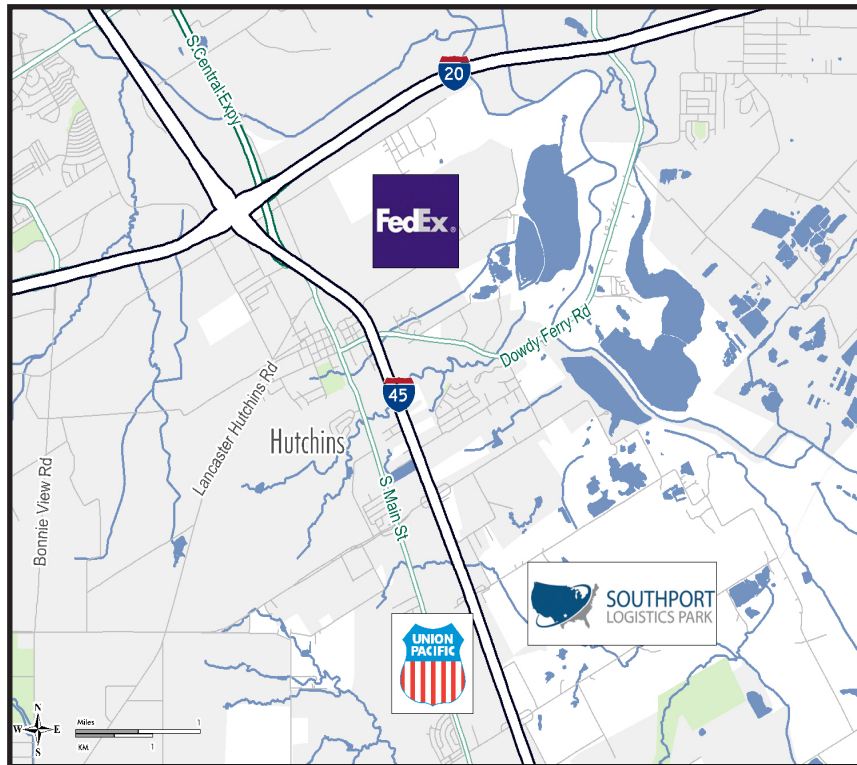 S Central Expy
20
FedEx®
Dowdy Ferry Rd
45
Lancaster Hutchins Rd
Hutchins
Bonnie View Rd
S Main St
SOUTHPORT
LOGISTICS PARK
UNION
PACIFIC
N
W E
S
Miles
1
KM
1